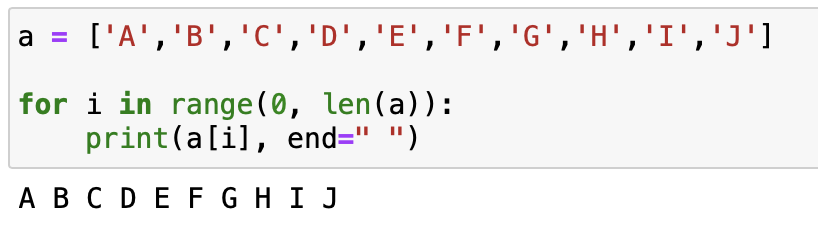 a = ['A','B','C','D','E','F','G','H','I','J']
for i in range(0, len(a)):
    print(a[i], end=" ")
A B C D E F G H I J